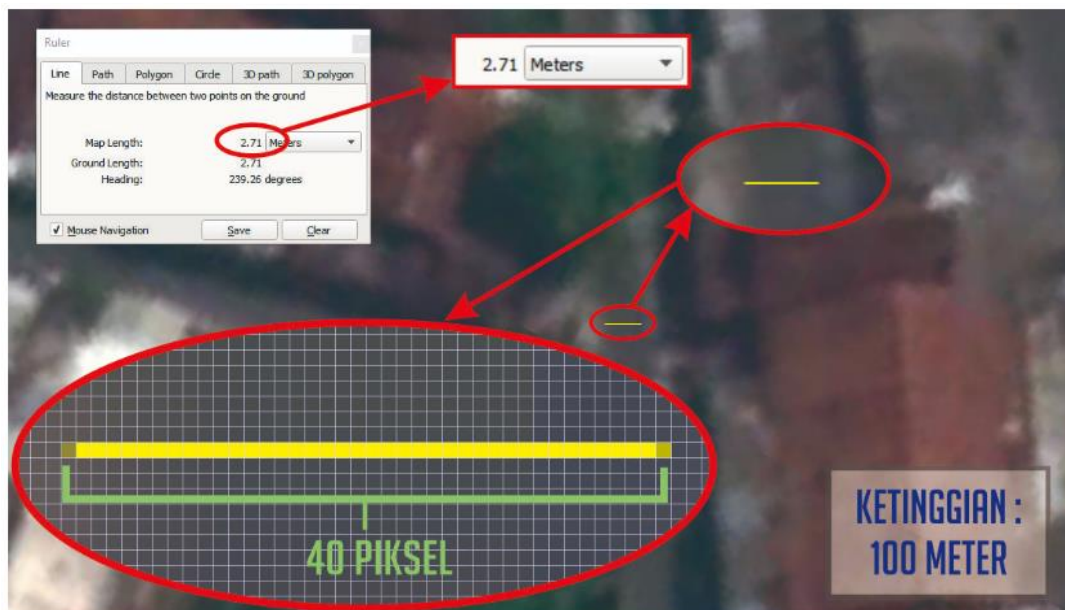 Ruler
Line Path Polygon Circle 3D path 3D polygon
Measure the distance between two points on the ground
Map Length: 2.71 Meters
Ground Length: 2.71
Heading: 239.26 degrees
Mouse Navigation Save Clear
2.71 Meters
40 PIKSEL
KETINGGIAN :
100 METER